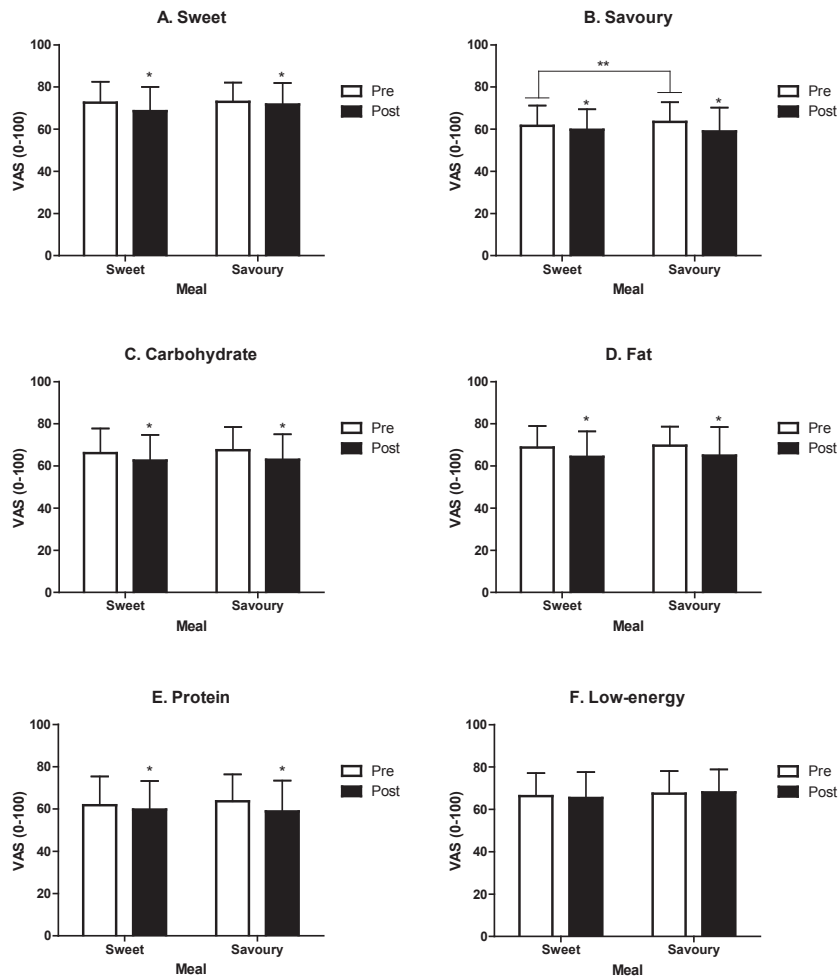 A. Sweet
100
80
60
40
20
0
VAS (0-100)
*
*
Pre
Post
Sweet
Savoury
Meal
B. Savoury
100
80
60
40
20
0
VAS (0-100)
**
*
*
Pre
Post
Sweet
Savoury
Meal
C. Carbohydrate
100
80
60
40
20
0
VAS (0-100)
*
*
Pre
Post
Sweet
Savoury
Meal
D. Fat
100
80
60
40
20
0
VAS (0-100)
*
*
Pre
Post
Sweet
Savoury
Meal
E. Protein
100
80
60
40
20
0
VAS (0-100)
*
*
Pre
Post
Sweet
Savoury
Meal
F. Low-energy
100
80
60
40
20
0
VAS (0-100)
Pre
Post
Sweet
Savoury
Meal